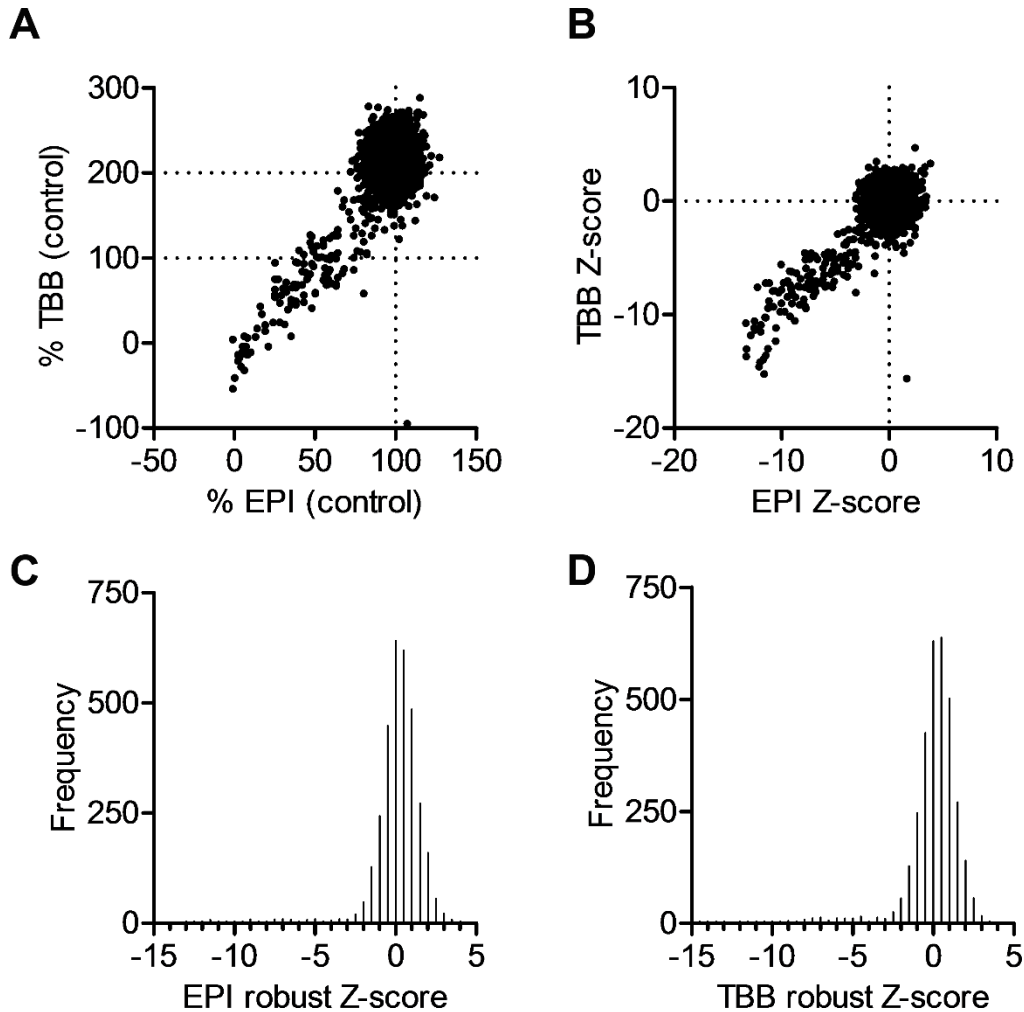 A
% TBB (control)
300
200
100
0
-100
-50 0 50 100 150
% EPI (control)
B
TBB Z-score
10
0
-10
-20
-20 -10 0 10
EPI Z-score
C
Frequency
750
500
250
0
-15 -10 -5 0 5
EPI robust Z-score
D
Frequency
750
500
250
0
-15 -10 -5 0 5
TBB robust Z-score